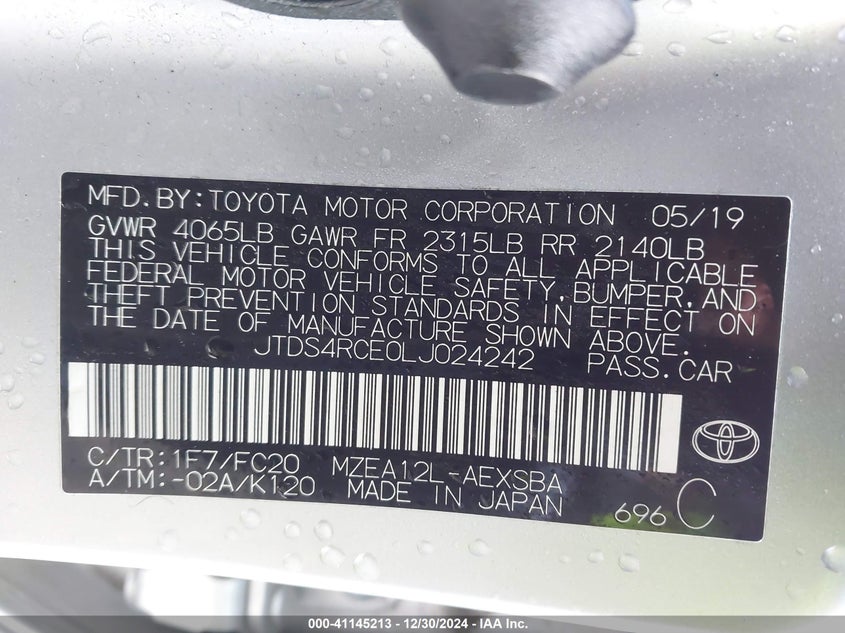 MFD.BY:TOYOTA MOTOR CORPORATION 05/19
GVWR 4065LB GAWR FR 2315LB RR 2140LB
THIS VEHICLE CONFORMS TO ALL APPLICABLE
FEDERAL MOTOR VEHICLE SAFETY,BUMPER,AND
THEFT PREVENTION STANDARDS IN EFFECT ON
THE DATE OF MANUFACTURE SHOWN ABOVE.
JTDS4RCE0LJ024242 PASS.CAR
C/TR:1F7/FC20 MZEA12L-AEXSBA
A/TM:-02A/K120 MADE IN JAPAN
696 C
000-41145213 - 12/30/2024 - IAA Inc.